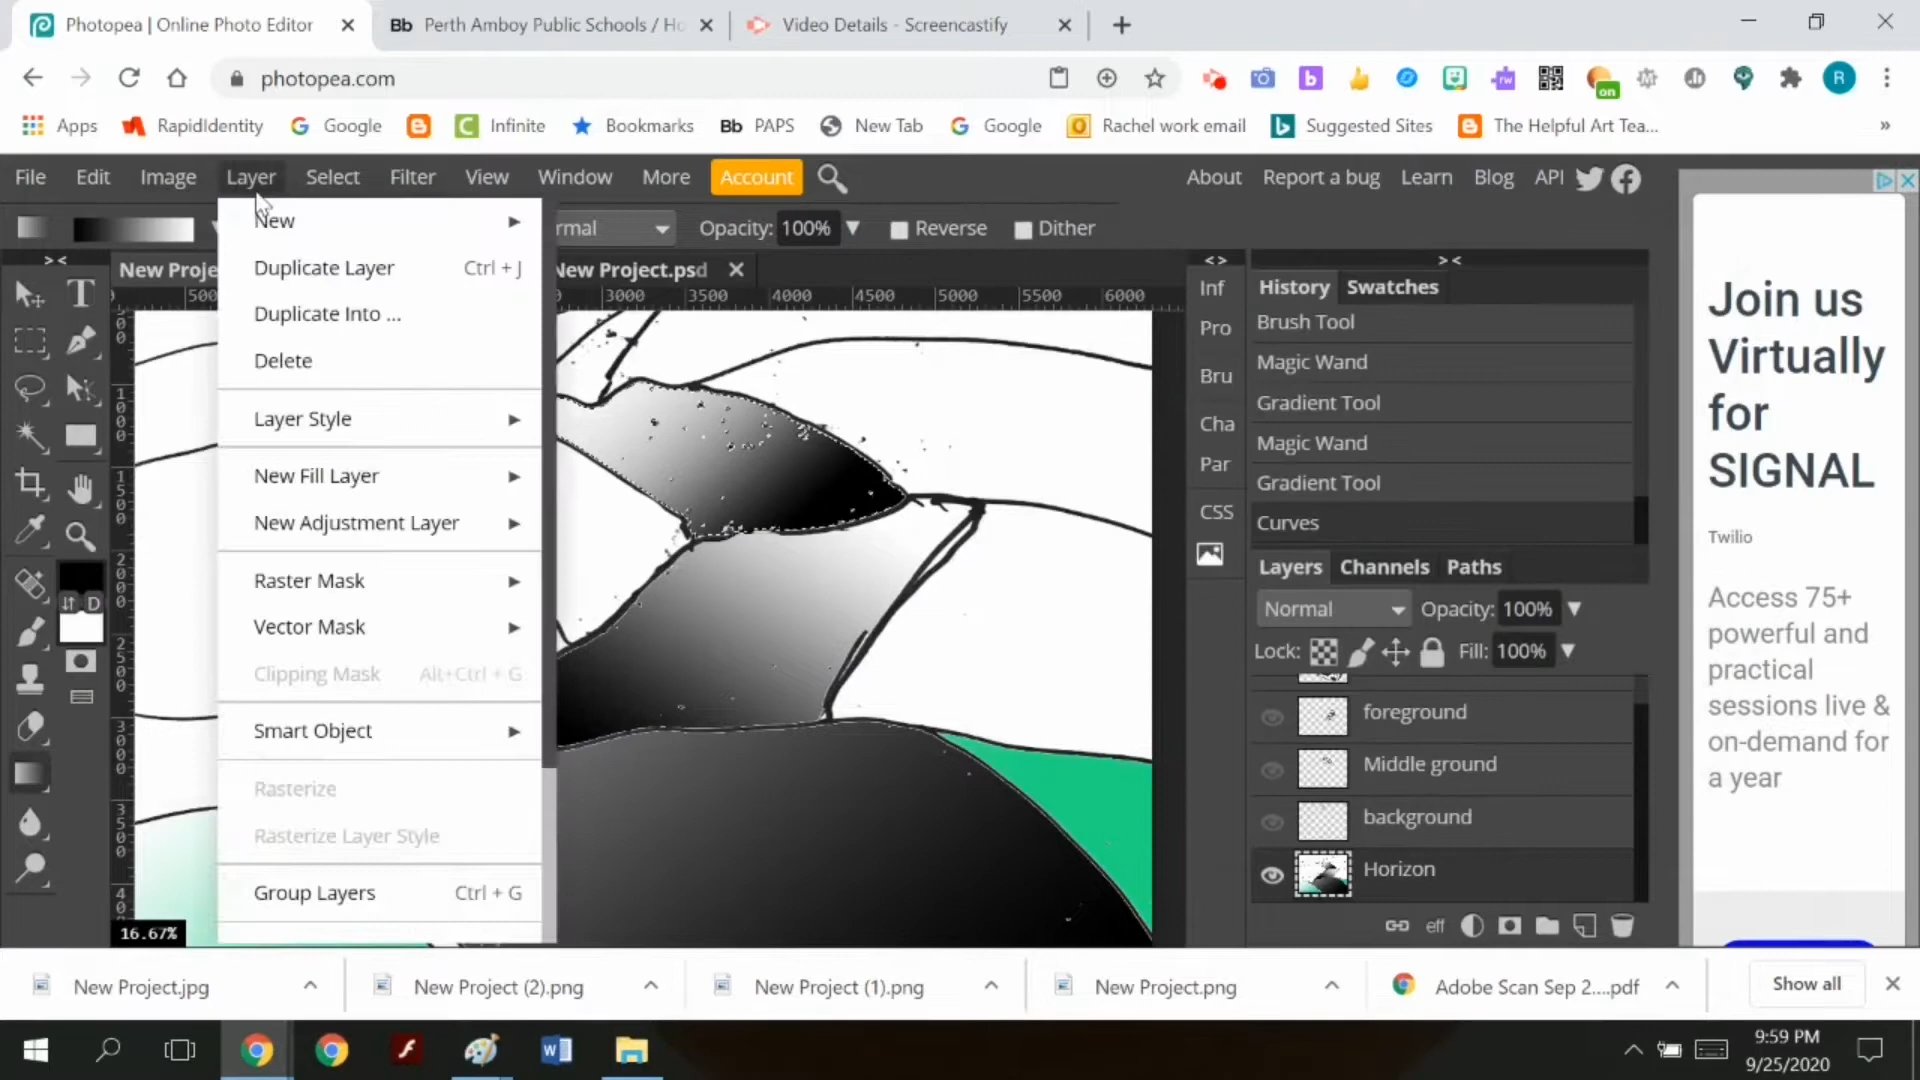 Photopea | Online Photo Editor
Perth Amboy Public Schools / Ho
Video Details - Screencastify
photopea.com
Apps
RapidIdentity
Google
Infinite
Bookmarks
Bb PAPS
New Tab
Google
Rachel work email
Suggested Sites
The Helpful Art Tea...
File Edit Image Layer Select Filter View Window More Account
About Report a bug Learn Blog API
New
Duplicate Layer Ctrl + J
Duplicate Into ...
Delete
Layer Style
New Fill Layer
New Adjustment Layer
Raster Mask
Vector Mask
Clipping Mask Alt+Ctrl + G
Smart Object
Rasterize
Rasterize Layer Style
Group Layers Ctrl + G
rmal Opacity: 100% Reverse Dither
New Proje
New Project.psd
500 3000 3500 4000 4500 5000 5500 6000
Inf
Pro
Bru
Cha
Par
CSS
History Swatches
Brush Tool
Magic Wand
Gradient Tool
Magic Wand
Gradient Tool
Curves
Layers Channels Paths
Normal Opacity: 100%
Lock: Fill: 100%
foreground
Middle ground
background
Horizon
eff
16.67%
Join us
Virtually
for
SIGNAL
Twilio
Access 75+
powerful and
practical
sessions live &
on-demand for
a year
New Project.jpg
New Project (2).png
New Project (1).png
New Project.png
Adobe Scan Sep 2....pdf
Show all
9:59 PM
9/25/2020